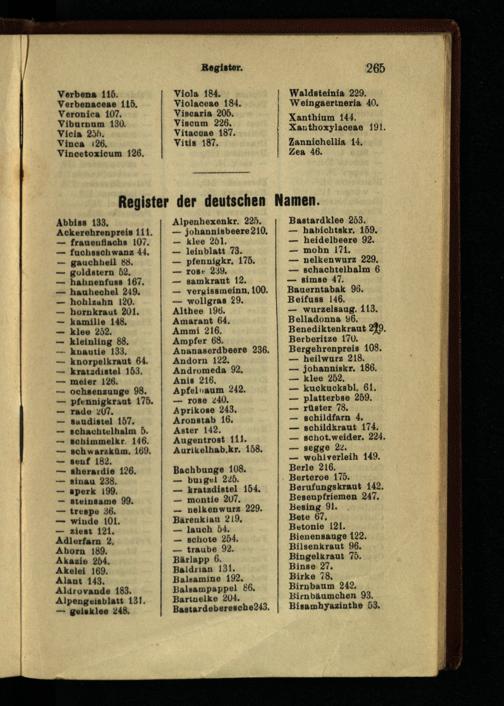 Register.
265
Verbena 115.
Verbenaceae 115.
Veronica 107.
Viburnum 130.
Vicia 255.
Vinca 126.
Vincetoxicum 126.
Viola 184.
Violaceae 184.
Viscaria 205.
Viscum 226.
Vitaceae 187.
Vitis 187.
Waldsteinia 229.
Weingaertneria 40.
Xanthium 144.
Xanthoxylaceae 191.
Zannichellia 14.
Zea 46.
Register der deutschen Namen.
Abbiss 133.
Ackerehrenpreis 111.
— frauenflachs 107.
— fuchsschwanz 44.
— gauchheil 88.
— goldstern 52.
— hahnenfuss 167.
— hauhechel 249.
— hohlzahn 120.
— hornkraut 201.
— kamille 148.
— klee 252.
— kleinling 88.
— knautie 133.
— knorpelkraut 64.
— kratzdistel 153.
— meier 126.
— ochsenzunge 98.
— pfennigkraut 175.
— rade 207.
— saudistel 157.
— schachtelhalm 5.
— schimmelkr. 146.
— schwarzküm. 169.
— senf 182.
— sherardie 126.
— sinau 238.
— sperk 199.
— steinsame 99.
— trespe 36.
— winde 101.
— ziest 121.
Adlerfarn 2.
Ahorn 189.
Akazie 254.
Akelei 169.
Alant 143.
Aldrovande 183.
Alpengeisblatt 131.
— geisklee 248.
Alpenhexenkr. 225.
— johannisbeere 210.
— klee 251.
— leinblatt 73.
— pfennigkr. 175.
— rose 239.
— samkraut 12.
— vergissmeinn. 100.
— wollgras 29.
Althee 196.
Amarant 64.
Ammi 216.
Ampfer 68.
Ananaserdbeere 236.
Andorn 122.
Andromeda 92.
Anis 216.
Apfelbaum 242.
— rose 240.
Aprikose 243.
Aronstab 16.
Aster 142.
Augentrost 111.
Aurikelhab.kr. 158.
Bachbunge 108.
— burgel 225.
— kratzdistel 154.
— montie 207.
— nelkenwurz 229.
Bärenklau 219.
— lauch 54.
— schote 254.
— traube 92.
Bärlapp 6.
Baldrian 131.
Balsamine 192.
Balsampappel 86.
Bartnelke 204.
Bastardeberesche 243.
Bastardklee 253.
— habichtskr. 159.
— heidelbeere 92.
— mohn 171.
— nelkenwurz 229.
— schachtelhalm 6
— simse 47.
Bauerntabak 96.
Beifuss 146.
— wurzelsaug. 113.
Belladonna 96.
Benediktenkraut 229.
Berberitze 170.
Bergehrenpreis 108.
— heilwurz 218.
— johanniskr. 186.
— klee 252.
— kuckucksbl. 61.
— platterbse 259.
— rüster 78.
— schildfarn 4.
— schildkraut 174.
— schot.weider. 224.
— segge 22.
— wohlverleih 149.
Berle 216.
Berteroe 175.
Berufungskraut 142.
Besenpfriemen 247.
Besing 91.
Bete 67.
Betonie 121.
Bienensauge 122.
Bilsenkraut 96.
Bingelkraut 75.
Binse 27.
Birke 78.
Birnbaum 242.
Birnbäumchen 93.
Bisamhyazinthe 53.